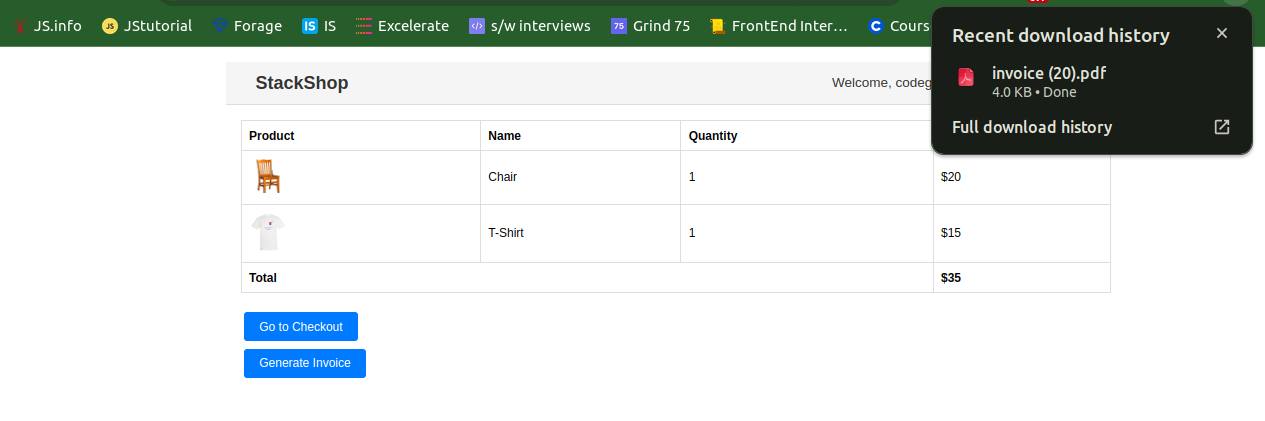 JS.info JStutorial Forage IS IS Excelerate </> s/w interviews 75 Grind 75 FrontEnd Inter... C Cours
Recent download history
invoice (20).pdf
4.0 KB • Done
Full download history
StackShop Welcome, codeg
Product Name Quantity
Chair 1 $20
T-Shirt 1 $15
Total $35
Go to Checkout
Generate Invoice